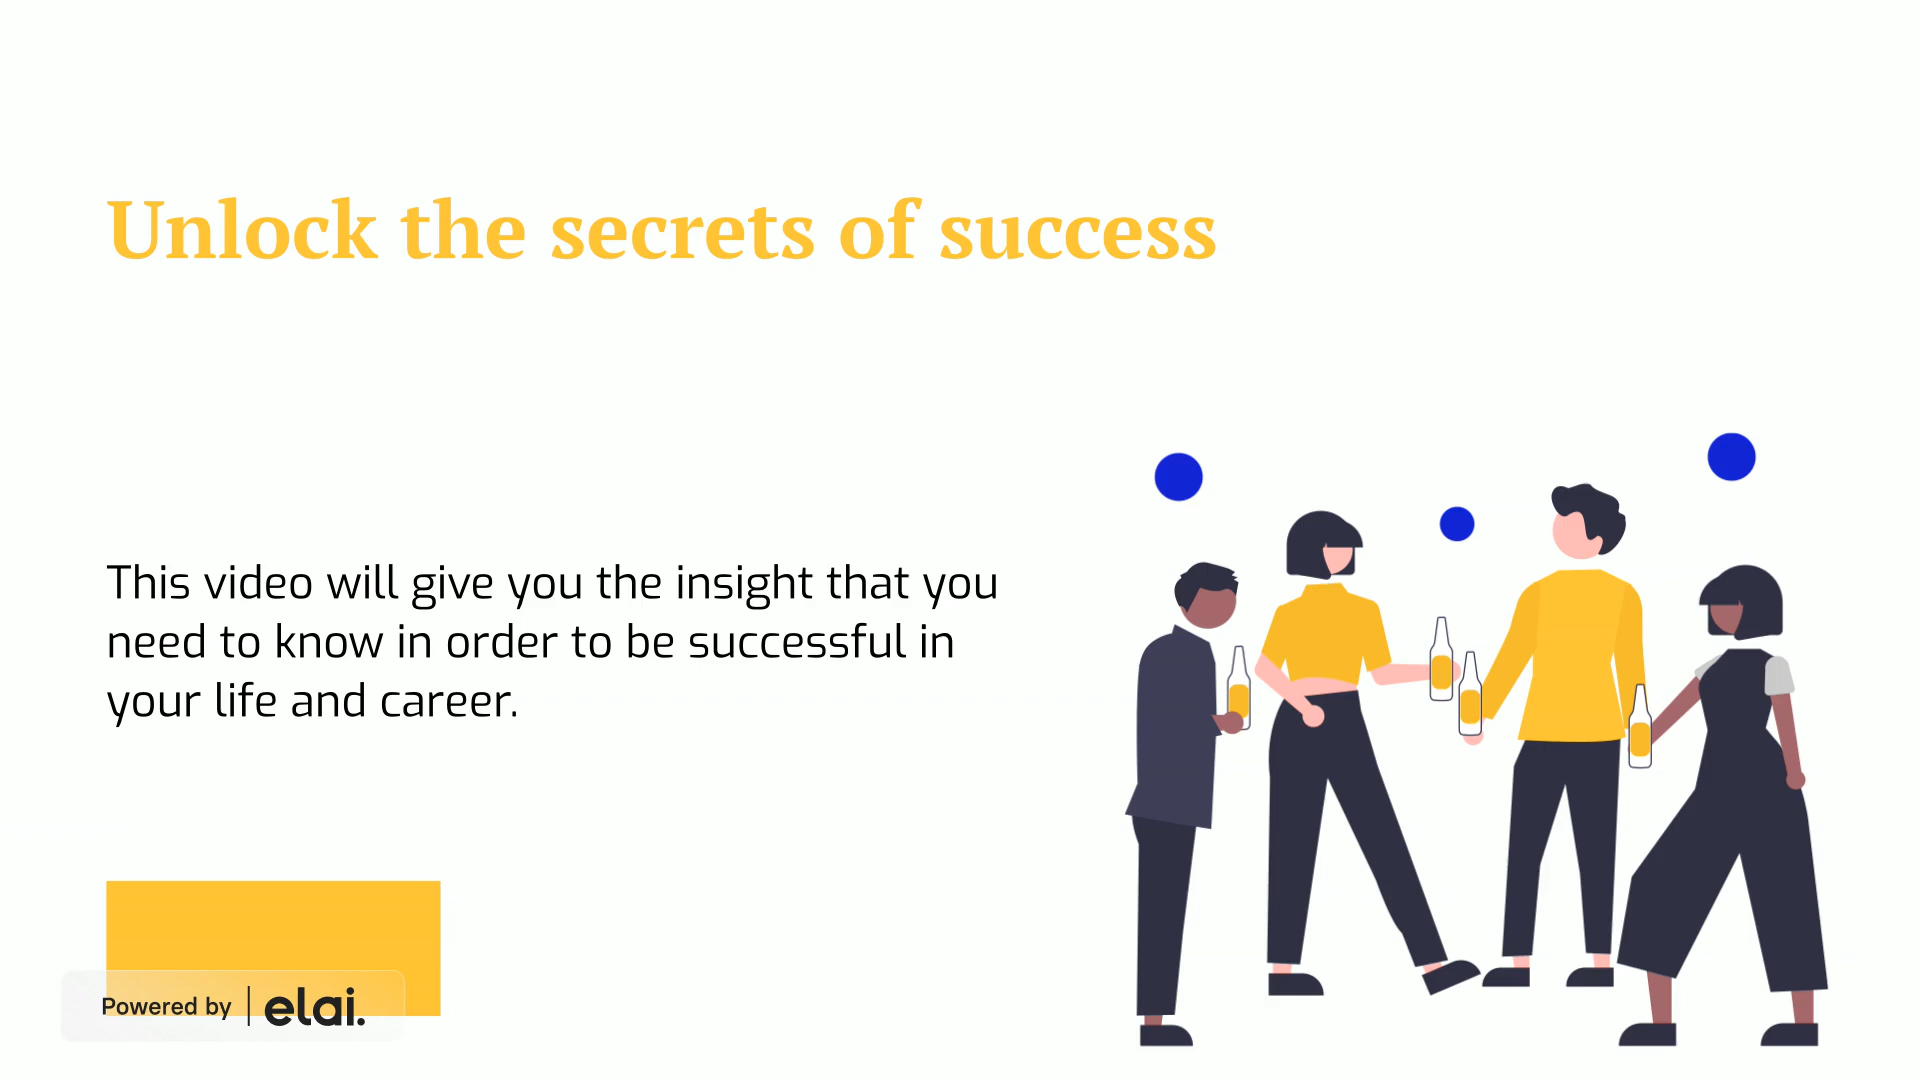 Unlock the secrets of success
This video will give you the insight that you
need to know in order to be successful in
your life and career.
Powered by elai.